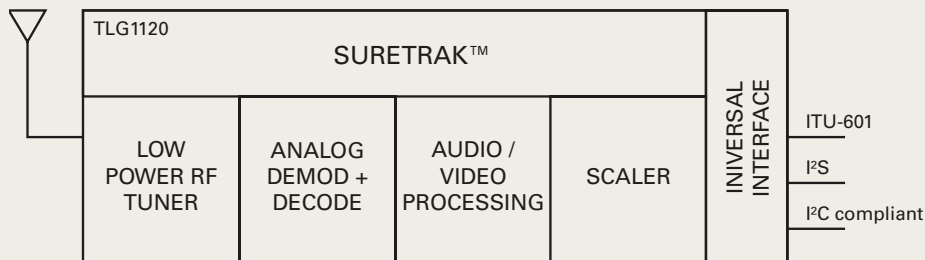 TLG1120
SURETRAK™
LOW
POWER RF
TUNER
ANALOG
DEMOD +
DECODE
AUDIO /
VIDEO
PROCESSING
SCALER
INIVERSAL
INTERFACE
ITU-601
I²S
I²C compliant